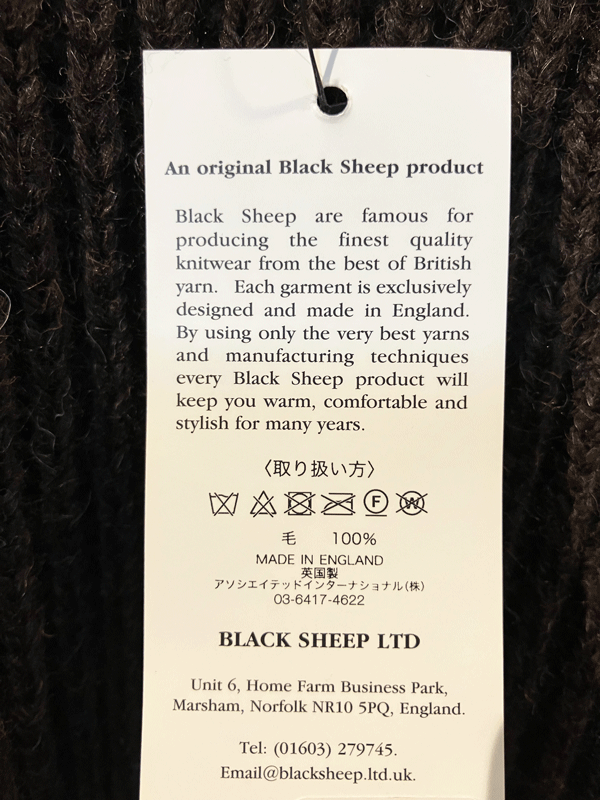 An original Black Sheep product
Black Sheep are famous for
producing the finest quality
knitwear from the best of British
yarn. Each garment is exclusively
designed and made in England.
By using only the very best yarns
and manufacturing techniques
every Black Sheep product will
keep you warm, comfortable and
stylish for many years.
〈取り扱い方〉
F W
毛 100%
MADE IN ENGLAND
英国製
アソシエイテッドインターナショナル(株)
03-6417-4622
BLACK SHEEP LTD
Unit 6, Home Farm Business Park,
Marsham, Norfolk NR10 5PQ, England.
Tel: (01603) 279745.
Email@blacksheep.ltd.uk.